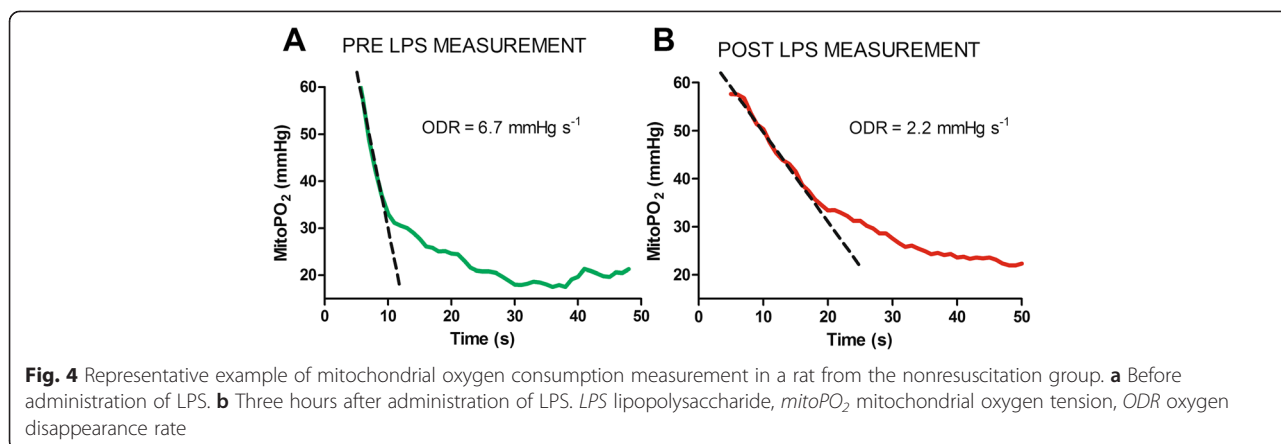 A PRE LPS MEASUREMENT
60
50
40
30
20
MitoPO2 (mmHg)
ODR = 6.7 mmHg s-1
0 10 20 30 40 50
Time (s)
B POST LPS MEASUREMENT
60
50
40
30
20
MitoPO2 (mmHg)
ODR = 2.2 mmHg s-1
0 10 20 30 40 50
Time (s)
Fig. 4 Representative example of mitochondrial oxygen consumption measurement in a rat from the nonresuscitation group. a Before
administration of LPS. b Three hours after administration of LPS. LPS lipopolysaccharide, mitoPO2 mitochondrial oxygen tension, ODR oxygen
disappearance rate